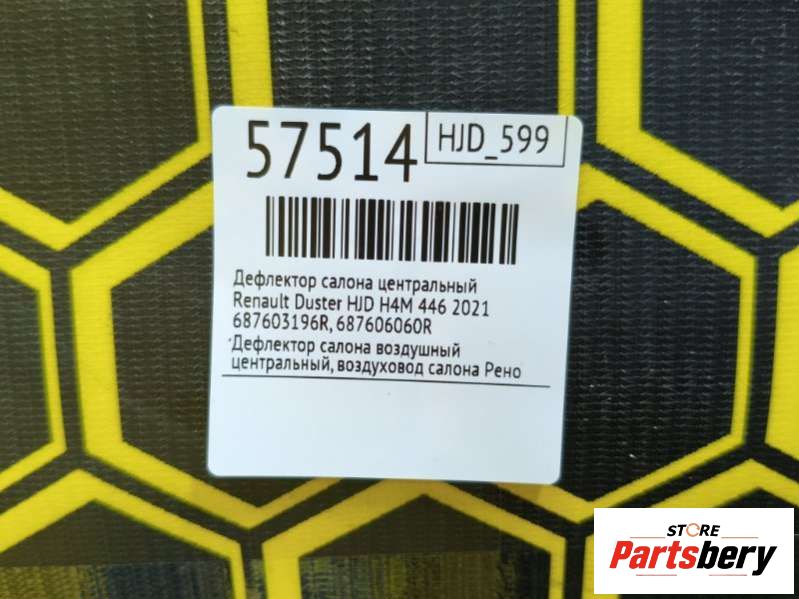 57514
HJD_599
Дефлектор салона центральный
Renault Duster HJD H4M 446 2021
687603196R, 687606060R
Дефлектор салона воздушный
центральный, воздуховод салона Рено
STORE
Partsbery